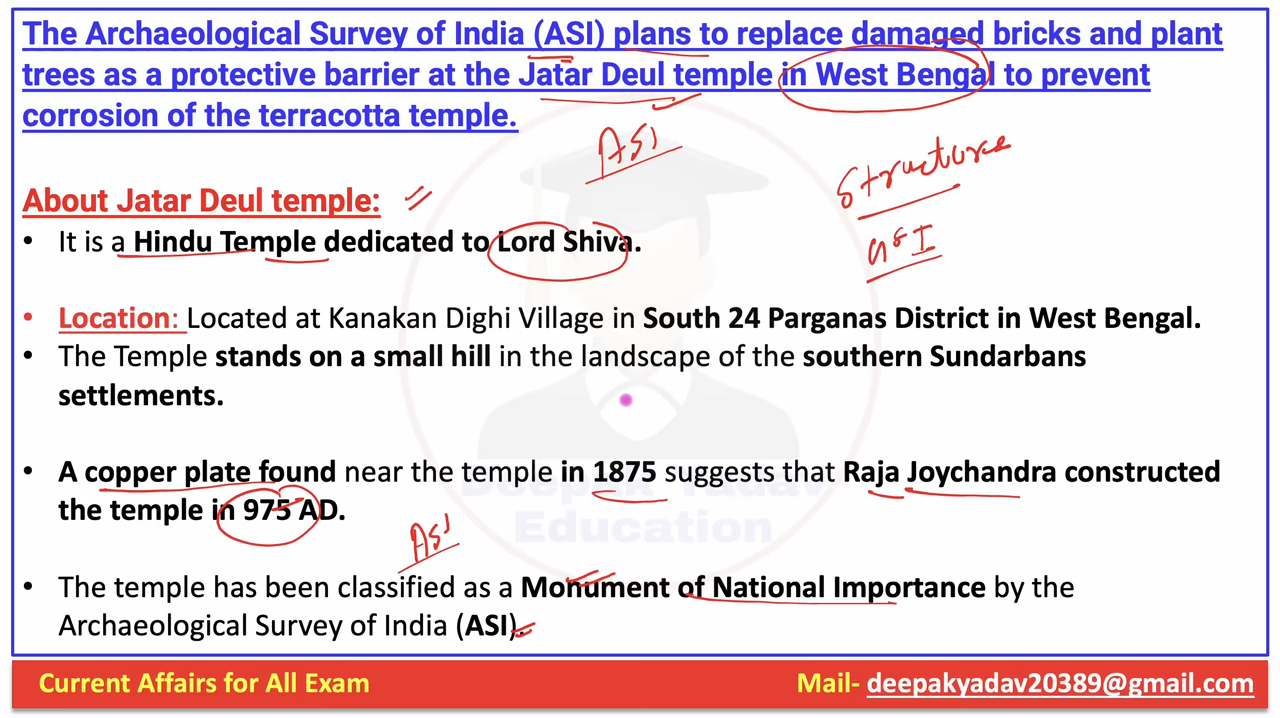 The Archaeological Survey of India (ASI) plans to replace damaged bricks and plant
trees as a protective barrier at the Jatar Deul temple in West Bengal to prevent
corrosion of the terracotta temple.
ASI
Structure
ASI
About Jatar Deul temple:
• It is a Hindu Temple dedicated to Lord Shiva.
• Location: Located at Kanakan Dighi Village in South 24 Parganas District in West Bengal.
• The Temple stands on a small hill in the landscape of the southern Sundarbans
settlements.
• A copper plate found near the temple in 1875 suggests that Raja Joychandra constructed
the temple in 975 AD.
Deepak Yadav
Education
ASI
• The temple has been classified as a Monument of National Importance by the
Archaeological Survey of India (ASI).
Current Affairs for All Exam
Mail- deepakyadav20389@gmail.com